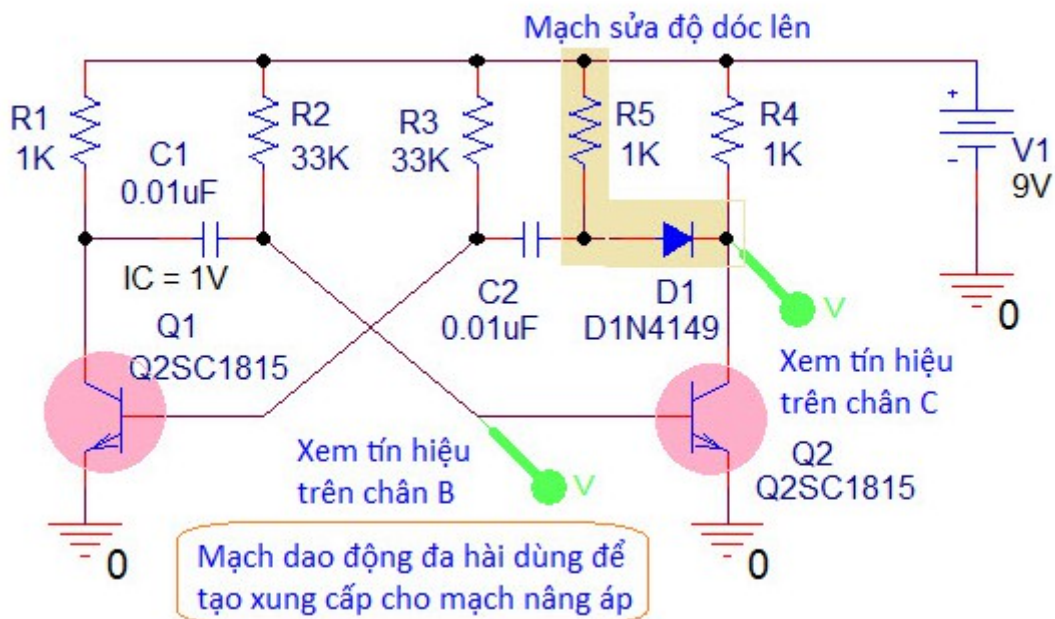 Mạch sửa độ dóc lên
R1
1K
C1
0.01uF
IC = 1V
R2
33K
R3
33K
R5
1K
R4
1K
V1
9V
C2
0.01uF
D1
D1N4149
V
0
Q1
Q2SC1815
Xem tín hiệu
trên chân C
Xem tín hiệu
trên chân B
V
Q2
Q2SC1815
0
0
Mạch dao động đa hài dùng để
tạo xung cấp cho mạch nâng áp